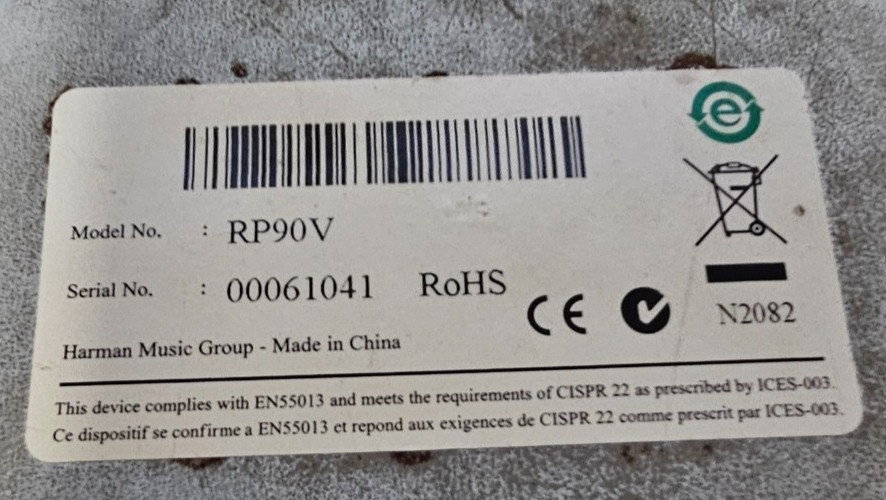 e
Model No. : RP90V
Serial No. : 00061041 RoHS
CE N2082
Harman Music Group - Made in China
This device complies with EN55013 and meets the requirements of CISPR 22 as prescribed by ICES-003.
Ce dispositif se confirme a EN55013 et repond aux exigences de CISPR 22 comme prescrit par ICES-003.